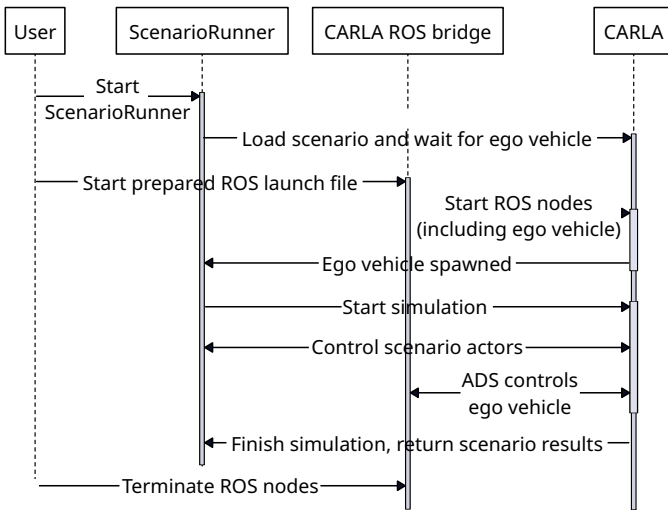 User
ScenarioRunner
CARLA ROS bridge
CARLA
Start
ScenarioRunner
Load scenario and wait for ego vehicle
Start prepared ROS launch file
Start ROS nodes
(including ego vehicle)
Ego vehicle spawned
Start simulation
Control scenario actors
ADS controls
ego vehicle
Finish simulation, return scenario results
Terminate ROS nodes